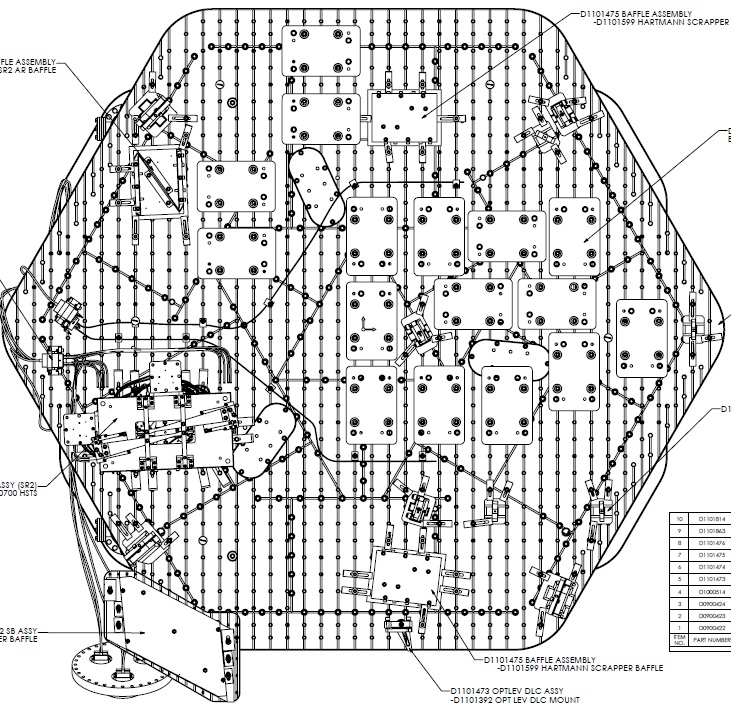 -D1101475 BAFFLE ASSEMBLY
-D1101599 HARTMANN SCRAPPER
FLE ASSEMBLY
SR2 AR BAFFLE
D
B
D1
ASSY (SR2)
0700 HSTS
2 SB ASSY
ER BAFFLE
-D1101475 BAFFLE ASSEMBLY
-D1101599 HARTMANN SCRAPPER BAFFLE
-D1101473 OPTLEV DLC ASSY
-D1101392 OPT LEV DLC MOUNT
10 D1101814
9 D1101863
8 D1101476
7 D1101475
6 D1101474
5 D1101473
4 D1000514
3 D0900424
2 D0900423
1 D0900422
ITEM NO. PART NUMBER